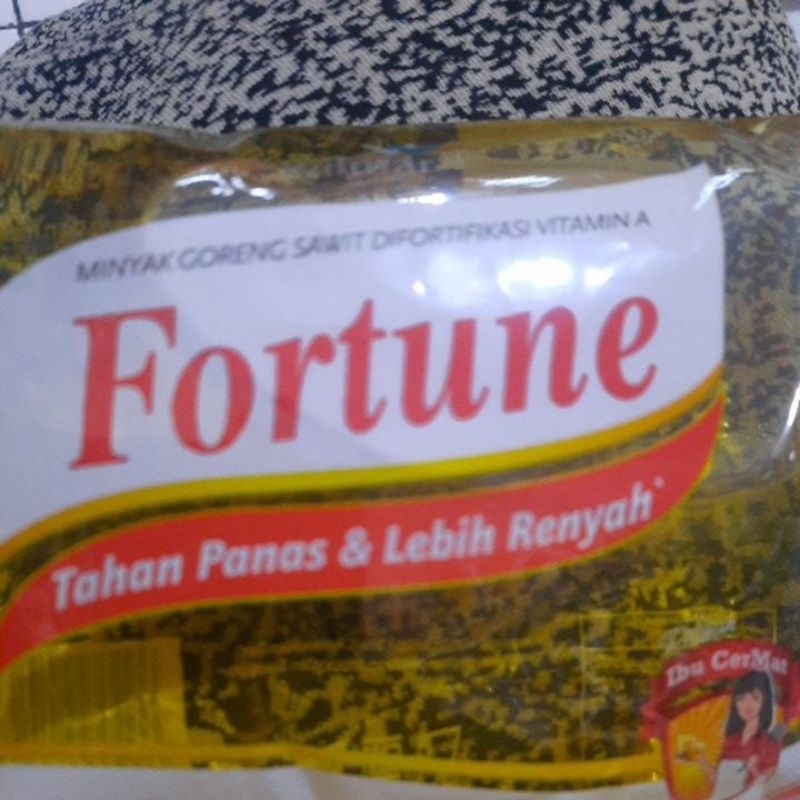 MINYAK GORENG SAWIT DIFORTIFIKASI VITAMIN A
Fortune
Tahan Panas & Lebih Renyah*
Ibu CerMat